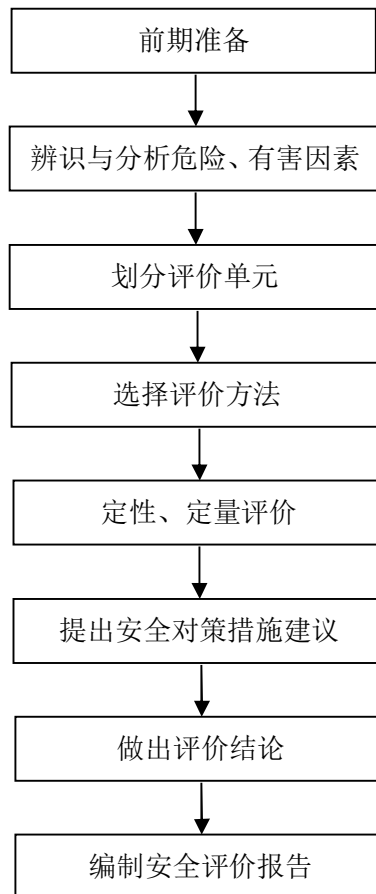 前期准备
辨识与分析危险、有害因素
划分评价单元
选择评价方法
定性、定量评价
提出安全对策措施建议
做出评价结论
编制安全评价报告